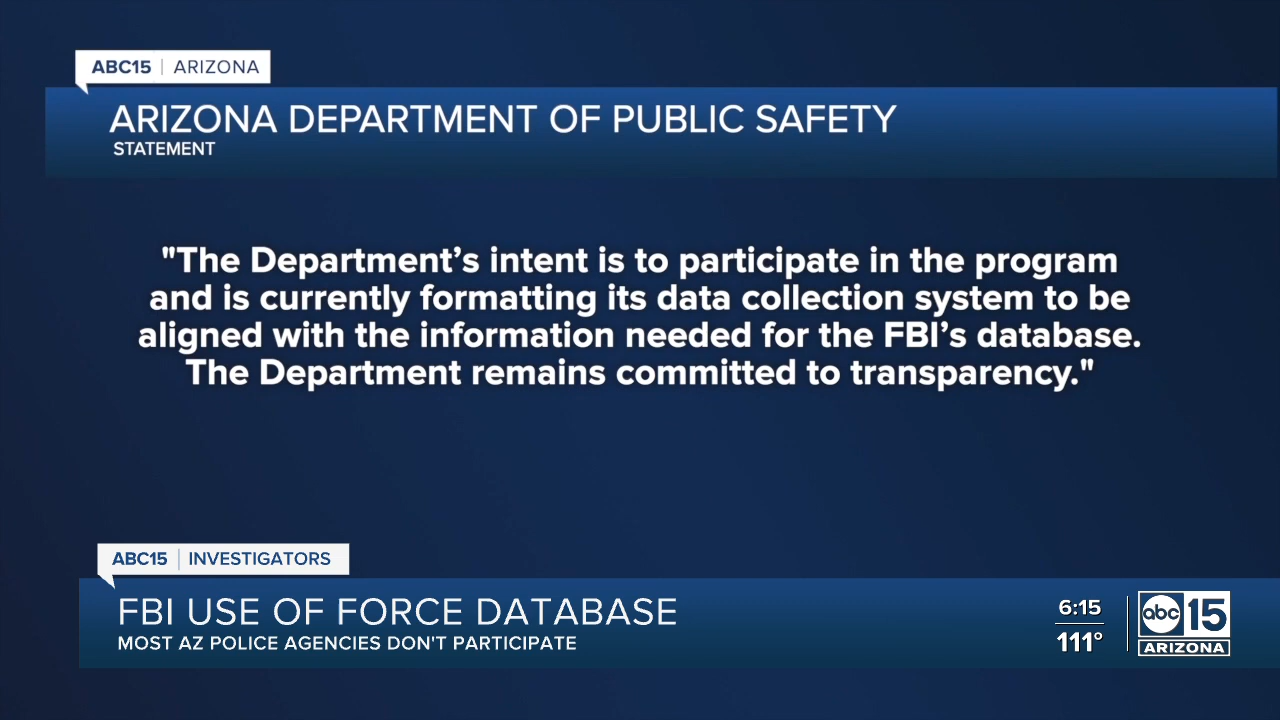 ABC15 | ARIZONA
ARIZONA DEPARTMENT OF PUBLIC SAFETY
STATEMENT
"The Department’s intent is to participate in the program
and is currently formatting its data collection system to be
aligned with the information needed for the FBI’s database.
The Department remains committed to transparency."
ABC15 | INVESTIGATORS
FBI USE OF FORCE DATABASE
MOST AZ POLICE AGENCIES DON'T PARTICIPATE
6:15
111°
abc 15
ARIZONA